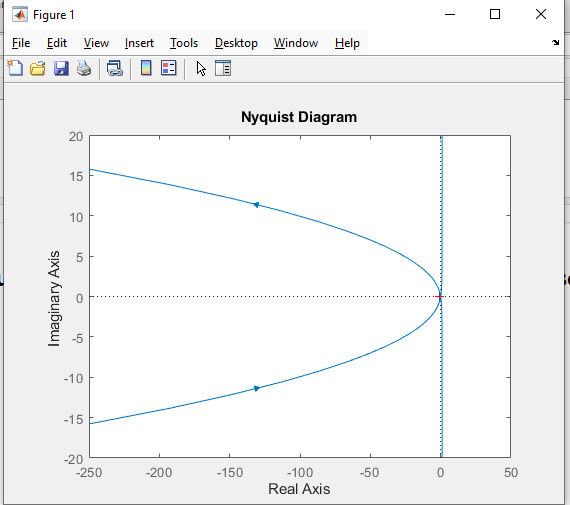 Figure 1
File Edit View Insert Tools Desktop Window Help
Nyquist Diagram
20
15
10
5
0
-5
-10
-15
-20
Imaginary Axis
-250 -200 -150 -100 -50 0 50
Real Axis